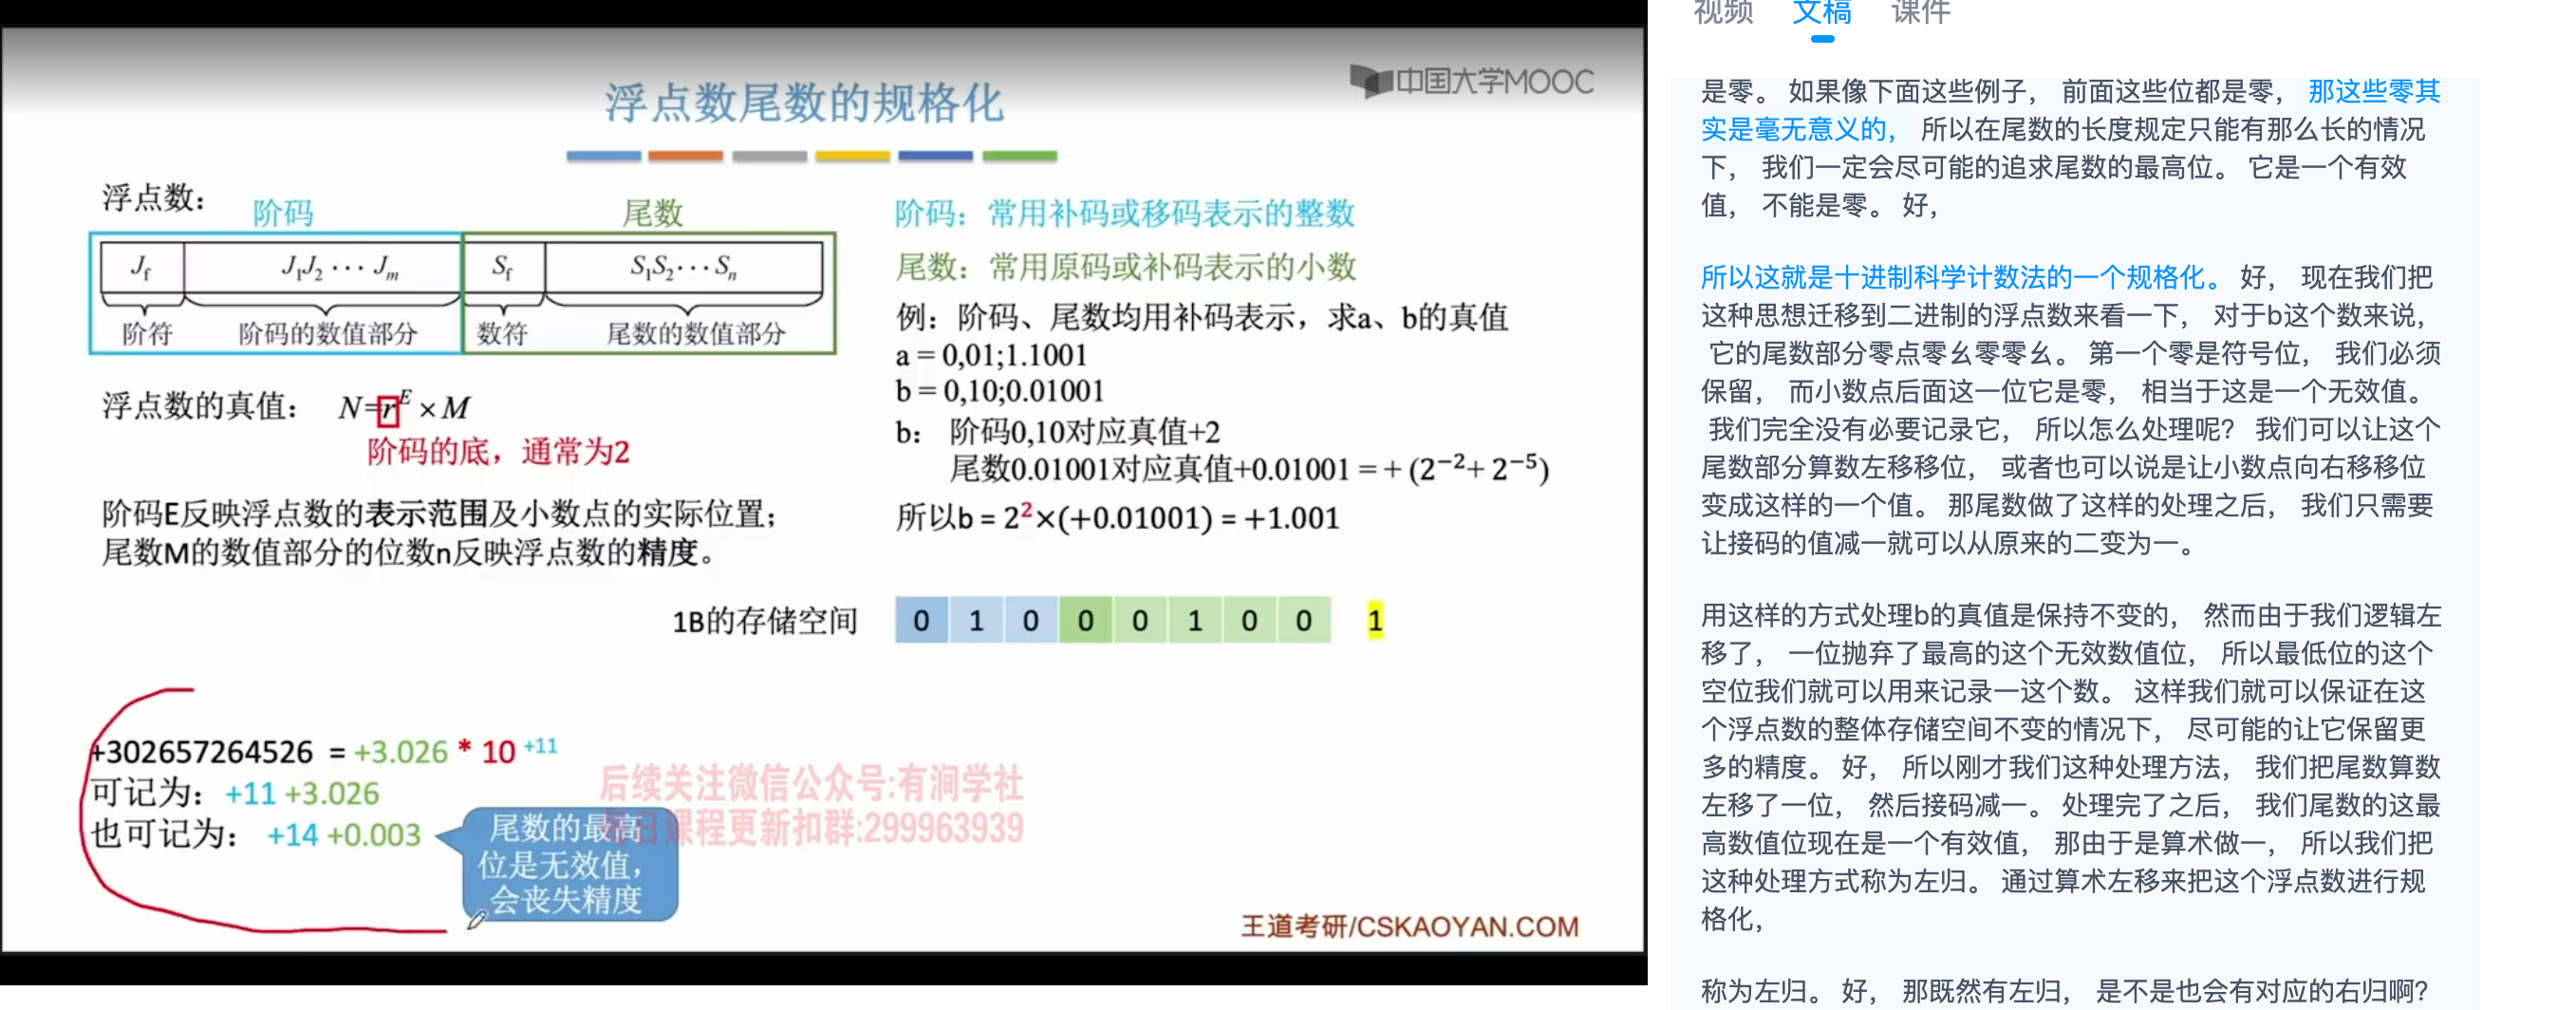 浮点数尾数的规格化
中国大学MOOC
浮点数：
阶码
尾数
Jf J1J2 ··· Jm Sf S1S2 ··· Sn
阶符 阶码的数值部分 数符 尾数的数值部分
浮点数的真值： N=r^E × M
阶码的底，通常为2
阶码E反映浮点数的表示范围及小数点的实际位置；
尾数M的数值部分的位数n反映浮点数的精度。
阶码：常用补码或移码表示的整数
尾数：常用原码或补码表示的小数
例：阶码、尾数均用补码表示，求a、b的真值
a = 0,01;1.1001
b = 0,10;0.01001
b： 阶码0,10对应真值+2
尾数0.01001对应真值+0.01001 = + (2⁻²+ 2⁻⁵)
所以b = 2²×(+0.01001) = +1.001
1B的存储空间 0 1 0 0 0 1 0 0 1
+302657264526 = +3.026 * 10 +11
可记为：+11 +3.026
也可记为： +14 +0.003
尾数的最高
位是无效值，
会丧失精度
后续关注微信公众号:有涧学社
课程更新扣群:299963939
王道考研/CSKAOYAN.COM
视频 文稿 课件
是零。 如果像下面这些例子， 前面这些位都是零， 那这些零其
实是毫无意义的， 所以在尾数的长度规定只能有那么长的情况
下， 我们一定会尽可能的追求尾数的最高位。 它是一个有效
值， 不能是零。 好，
所以这就是十进制科学计数法的一个规格化。 好， 现在我们把
这种思想迁移到二进制的浮点数来看一下， 对于b这个数来说，
它的尾数部分零点零幺零零幺。 第一个零是符号位， 我们必须
保留， 而小数点后面这一位它是零， 相当于这是一个无效值。
我们完全没有必要记录它， 所以怎么处理呢？ 我们可以让这个
尾数部分算数左移移位， 或者也可以说是让小数点向右移移位
变成这样的一个值。 那尾数做了这样的处理之后， 我们只需要
让接码的值减一就可以从原来的二变为一。
用这样的方式处理b的真值是保持不变的， 然而由于我们逻辑左
移了， 一位抛弃了最高的这个无效数值位， 所以最低位的这个
空位我们就可以用来记录一这个数。 这样我们就可以保证在这
个浮点数的整体存储空间不变的情况下， 尽可能的让它保留更
多的精度。 好， 所以刚才我们这种处理方法， 我们把尾数算数
左移了一位， 然后接码减一。 处理完了之后， 我们尾数的这最
高数值位现在是一个有效值， 那由于是算术做一， 所以我们把
这种处理方式称为左归。 通过算术左移来把这个浮点数进行规
格化，
称为左归。 好， 那既然有左归， 是不是也会有对应的右归啊？